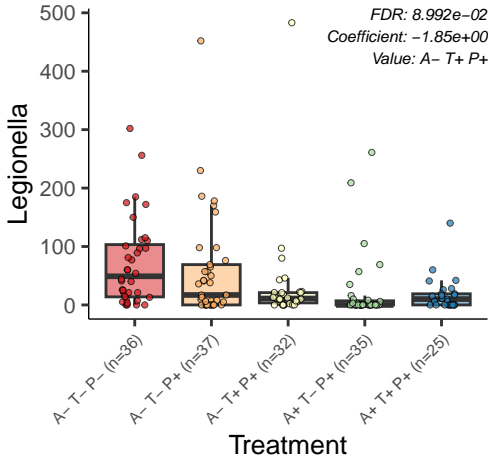 FDR: 8.992e−02
Coefficient: −1.85e+00
Value: A− T+ P+
500
400
300
200
100
0
Legionella
A− T− P− (n=36)
A− T− P+ (n=37)
A− T+ P+ (n=32)
A+ T− P+ (n=35)
A+ T+ P+ (n=25)
Treatment